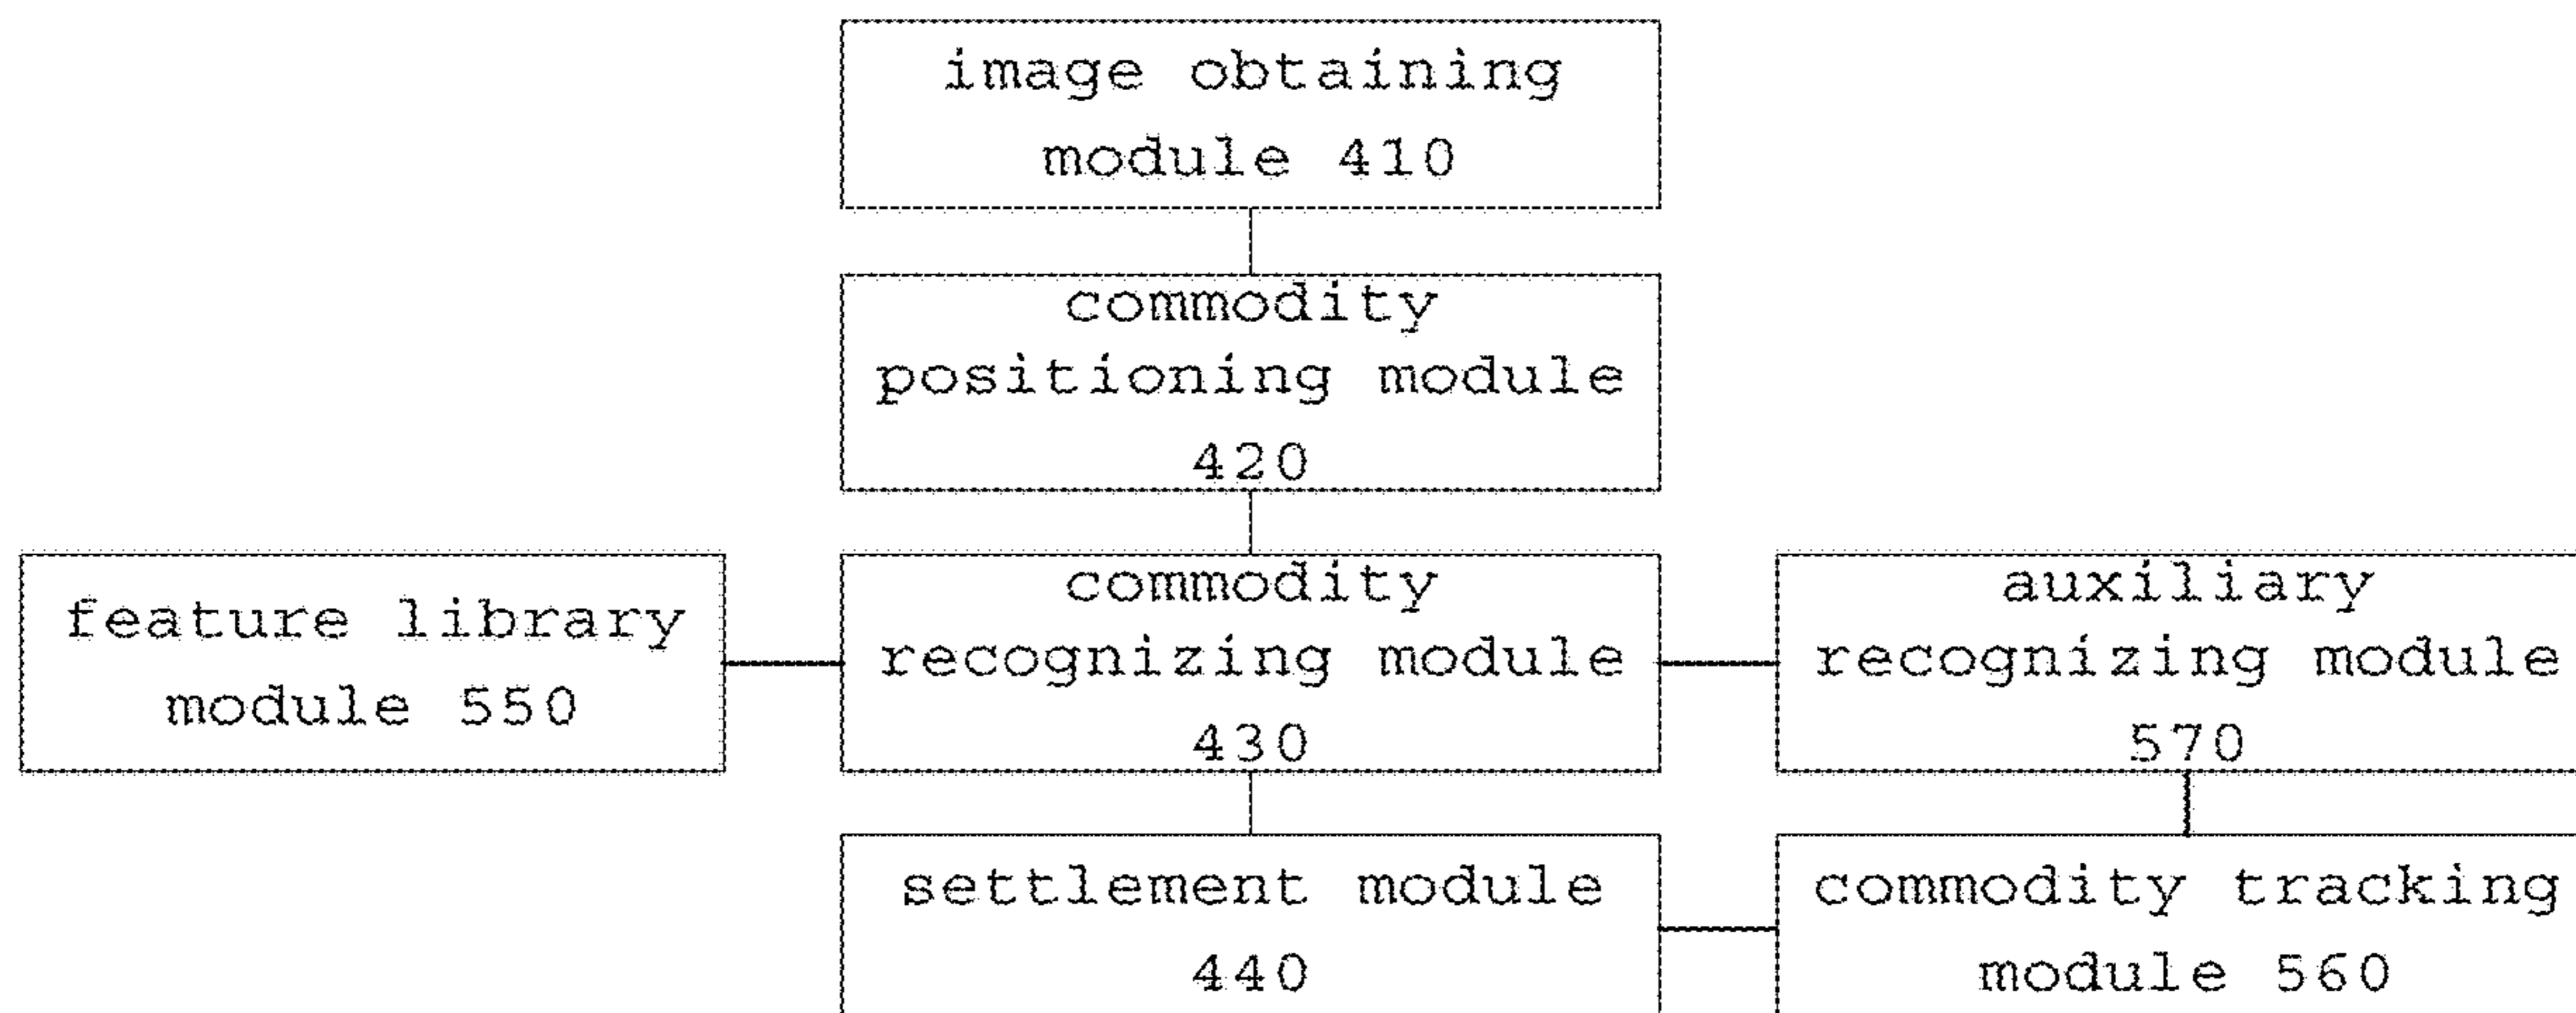 image obtaining
module 410
commodity
positioning module
420
feature library
module 550
commodity
recognizing module
430
auxiliary
recognizing module
570
settlement module
440
commodity tracking
module 560